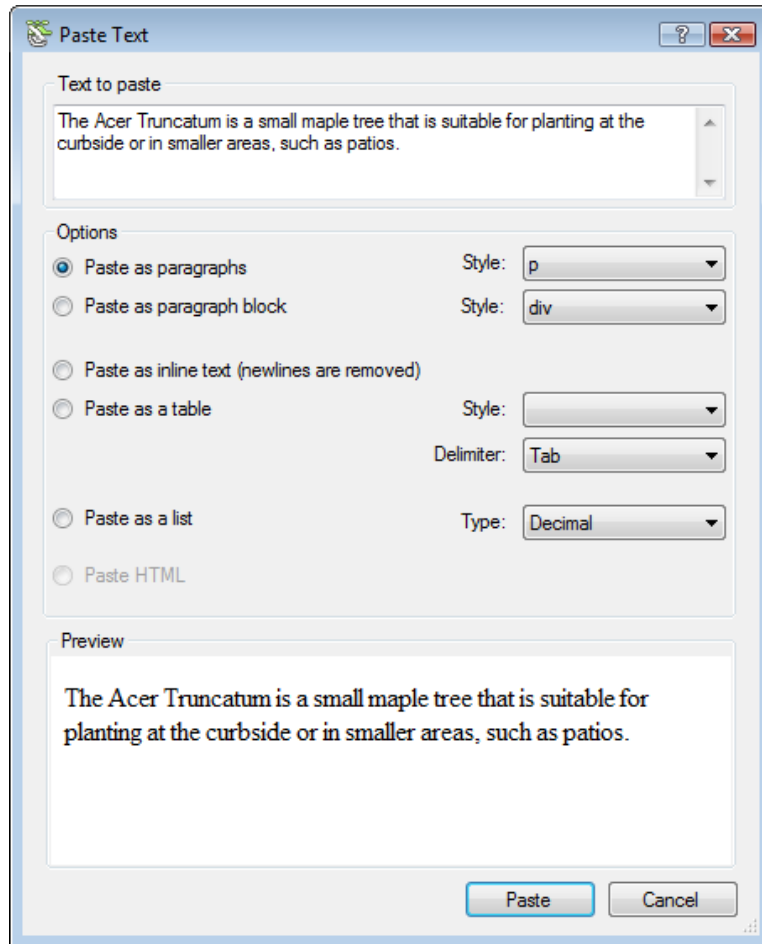 Paste Text
Text to paste
The Acer Truncatum is a small maple tree that is suitable for planting at the
curbside or in smaller areas, such as patios.
Options
Paste as paragraphs Style: p
Paste as paragraph block Style: div
Paste as inline text (newlines are removed)
Paste as a table Style:
Delimiter: Tab
Paste as a list Type: Decimal
Paste HTML
Preview
The Acer Truncatum is a small maple tree that is suitable for
planting at the curbside or in smaller areas, such as patios.
Paste Cancel